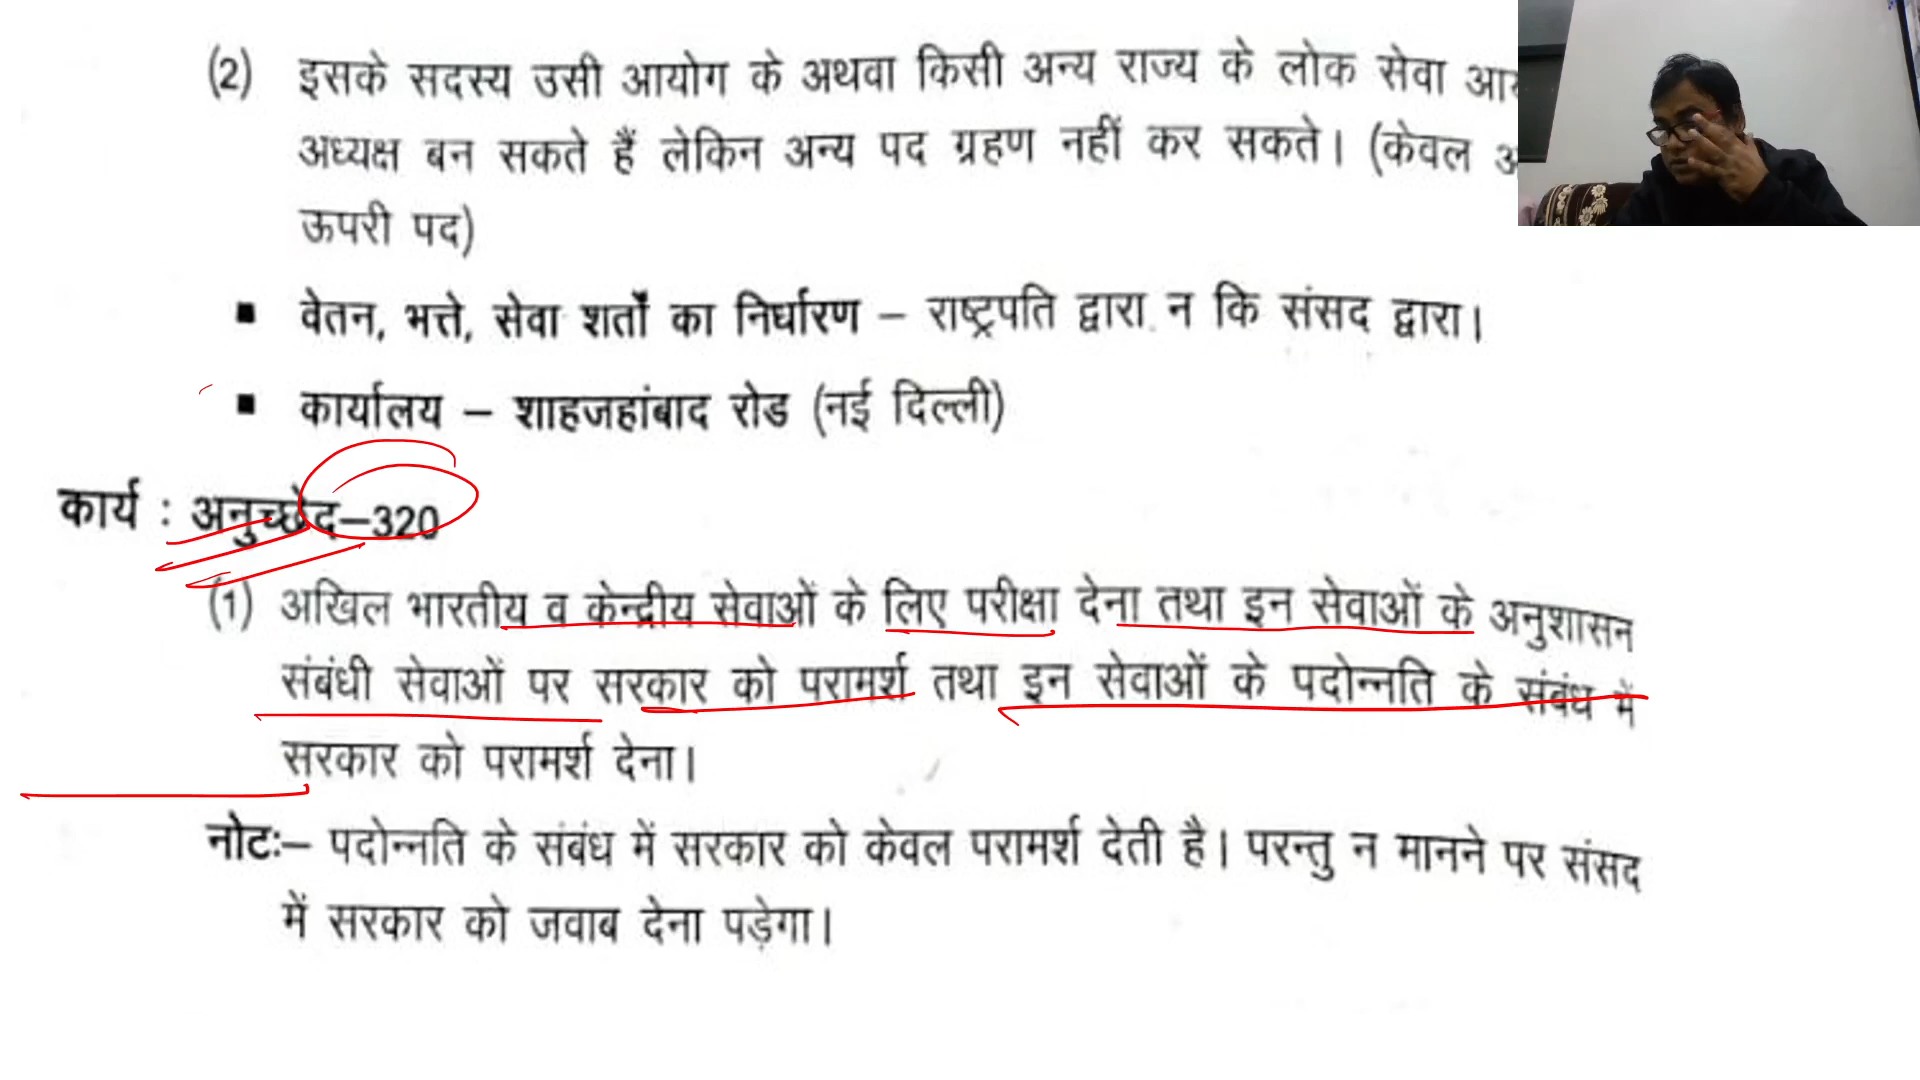 (2) इसके सदस्य उसी आयोग के अथवा किसी अन्य राज्य के लोक सेवा
अध्यक्ष बन सकते हैं लेकिन अन्य पद ग्रहण नहीं कर सकते। (केवल
ऊपरी पद)
▪ वेतन, भत्ते, सेवा शर्तों का निर्धारण – राष्ट्रपति द्वारा न कि संसद द्वारा।
▪ कार्यालय – शाहजहांबाद रोड (नई दिल्ली)
कार्य : अनुच्छेद–320
(1) अखिल भारतीय व केन्द्रीय सेवाओं के लिए परीक्षा देना तथा इन सेवाओं के अनुशासन
संबंधी सेवाओं पर सरकार को परामर्श तथा इन सेवाओं के पदोन्नति के संबंध में
सरकार को परामर्श देना।
नोटः– पदोन्नति के संबंध में सरकार को केवल परामर्श देती है। परन्तु न मानने पर संसद
में सरकार को जवाब देना पड़ेगा।